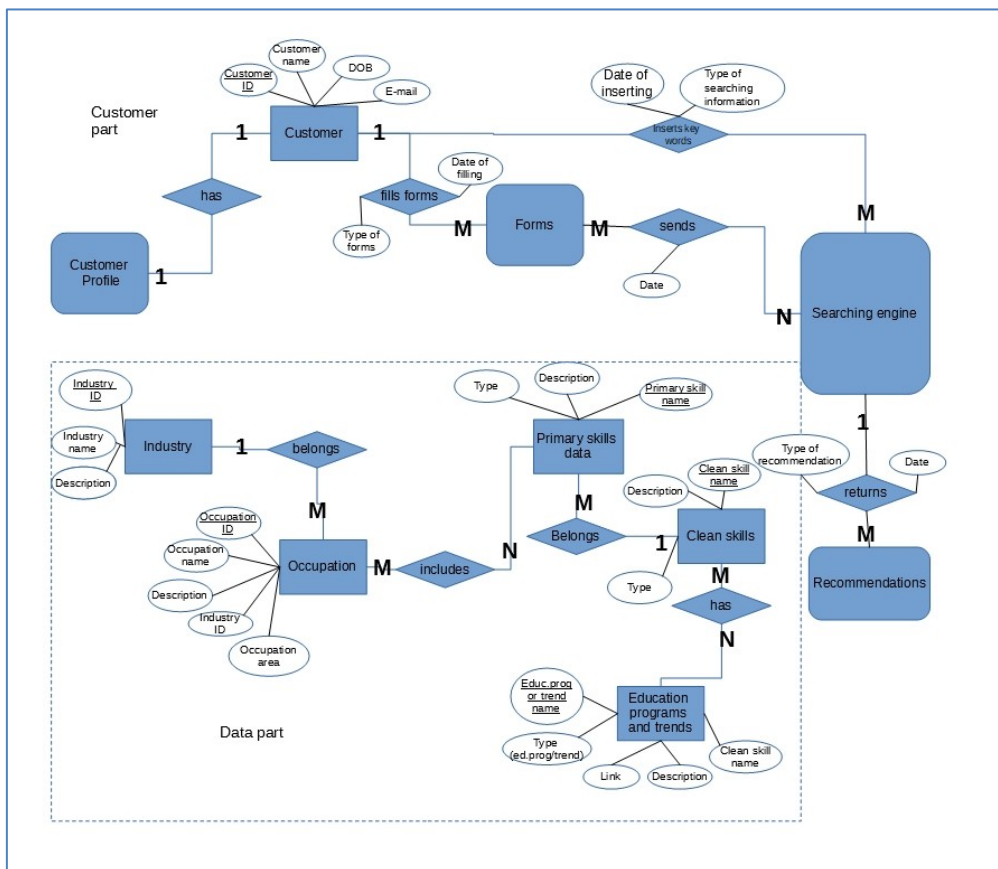 Customer
part
Customer
ID
Customer
name
DOB
E-mail
Customer
1
1
has
1
Customer
Profile
fills forms
Date of
filling
Type of
forms
M
Forms
M
sends
Date
N
Date of
inserting
Type of
searching
information
Inserts key
words
M
Searching engine
1
Type of
recommendation
Date
returns
M
Recommendations
Industry
ID
Industry
name
Description
Industry
1
belongs
M
Occupation
ID
Occupation
name
Description
Industry
ID
Occupation
area
Occupation
M
includes
N
Type
Description
Primary skill
name
Primary skills
data
M
Belongs
1
Description
Clean skill
name
Type
Clean skills
M
has
N
Educ.prog
or trend
name
Type
(ed.prog/trend)
Link
Description
Clean skill
name
Education
programs
and trends
Data part